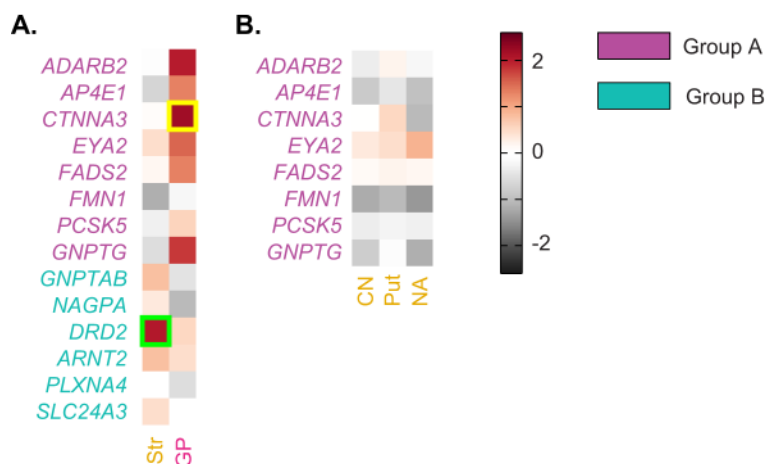 A.
B.
ADARB2
AP4E1
CTNNA3
EYA2
FADS2
FMN1
PCSK5
GNPTG
GNPTAB
NAGPA
DRD2
ARNT2
PLXNA4
SLC24A3
Str
GP
ADARB2
AP4E1
CTNNA3
EYA2
FADS2
FMN1
PCSK5
GNPTG
CN
Put
NA
2
0
-2
Group A
Group B